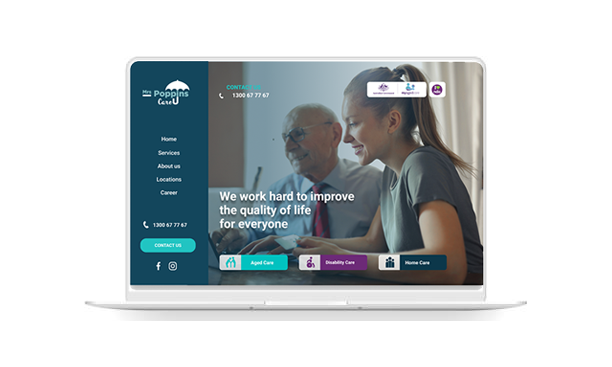 Mrs
Poppins
Care
Home
Services
About us
Locations
Career
1300 67 77 67
CONTACT US
CONTACT US
1300 67 77 67
We work hard to improve
the quality of life
for everyone
Aged Care
Disability Care
Home Care